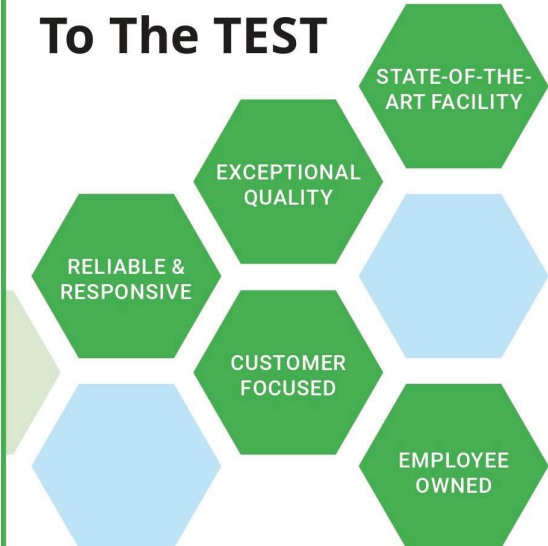 To The TEST
STATE-OF-THE-
ART FACILITY
EXCEPTIONAL
QUALITY
RELIABLE &
RESPONSIVE
CUSTOMER
FOCUSED
EMPLOYEE
OWNED